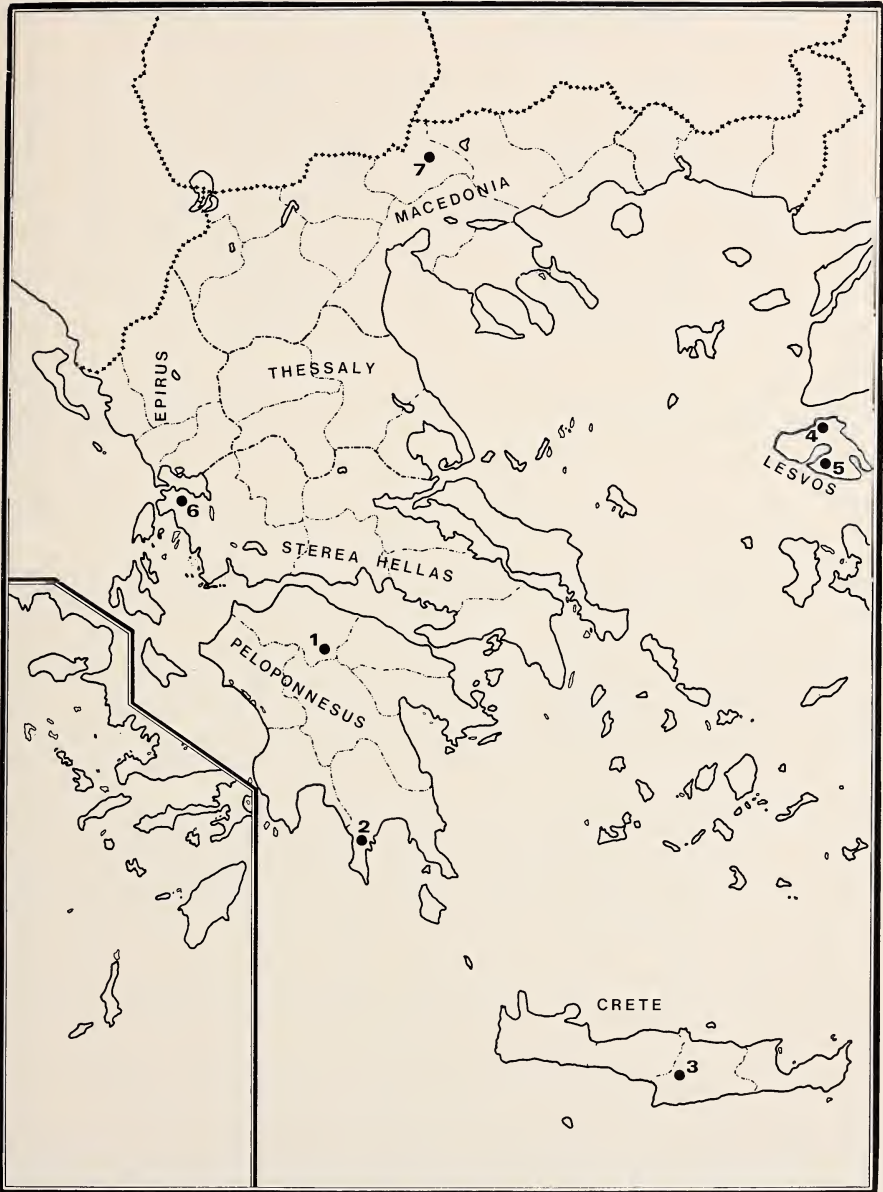 7
MACEDONIA
EPIRUS
THESSALY
4
5
LESVOS
6
STEREA HELLAS
1
PELOPONNESUS
2
CRETE
3